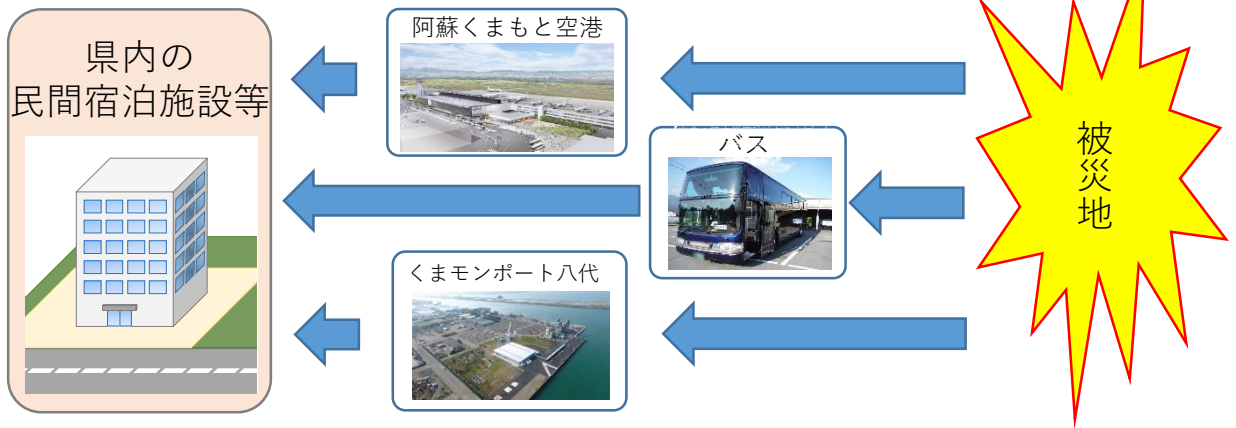 県内の
民間宿泊施設等
阿蘇くまもと空港
バス
くまモンポート八代
被災地